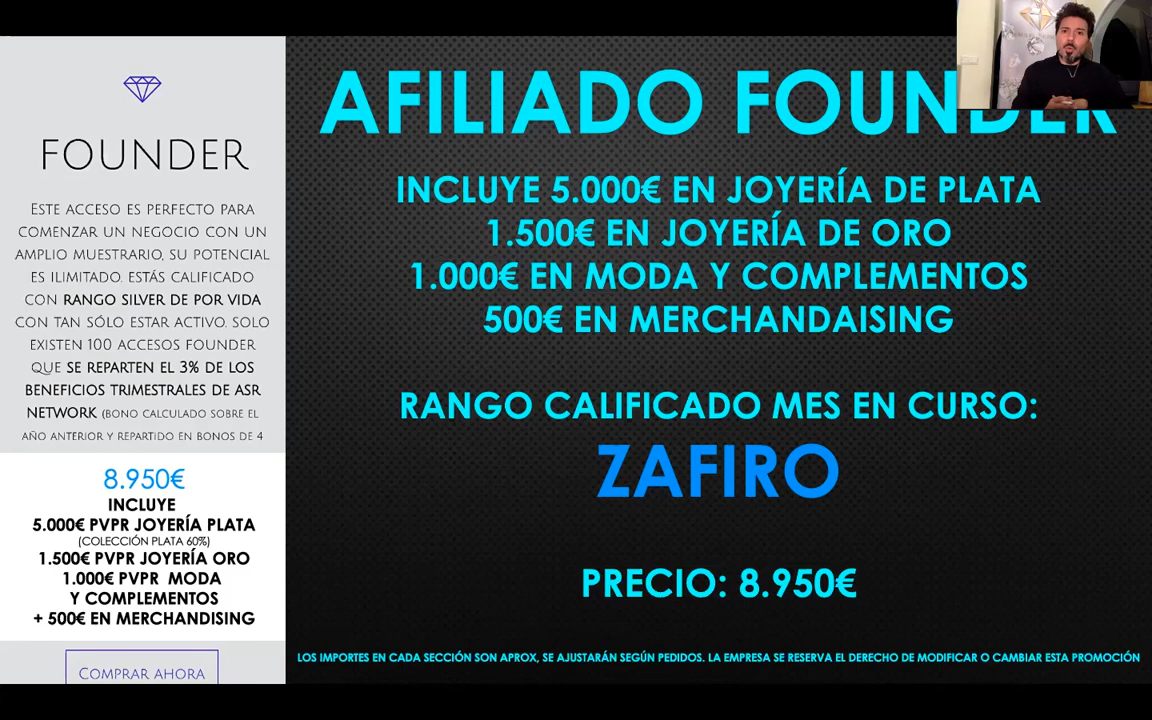 FOUNDER
ESTE ACCESO ES PERFECTO PARA
COMENZAR UN NEGOCIO CON UN
AMPLIO MUESTRARIO, SU POTENCIAL
ES ILIMITADO. ESTÁS CALIFICADO
CON RANGO SILVER DE POR VIDA
CON TAN SÓLO ESTAR ACTIVO. SOLO
EXISTEN 100 ACCESOS FOUNDER
QUE SE REPARTEN EL 3% DE LOS
BENEFICIOS TRIMESTRALES DE ASR
NETWORK (BONO CALCULADO SOBRE EL
AÑO ANTERIOR Y REPARTIDO EN BONOS DE 4
8.950€
INCLUYE
5.000€ PVPR JOYERÍA PLATA
(COLECCIÓN PLATA 60%)
1.500€ PVPR JOYERÍA ORO
1.000€ PVPR MODA
Y COMPLEMENTOS
+ 500€ EN MERCHANDISING
COMPRAR AHORA
AFILIADO FOUNDER
INCLUYE 5.000€ EN JOYERÍA DE PLATA
1.500€ EN JOYERÍA DE ORO
1.000€ EN MODA Y COMPLEMENTOS
500€ EN MERCHANDAISING
RANGO CALIFICADO MES EN CURSO:
ZAFIRO
PRECIO: 8.950€
LOS IMPORTES EN CADA SECCIÓN SON APROX, SE AJUSTARÁN SEGÚN PEDIDOS. LA EMPRESA SE RESERVA EL DERECHO DE MODIFICAR O CAMBIAR ESTA PROMOCIÓN